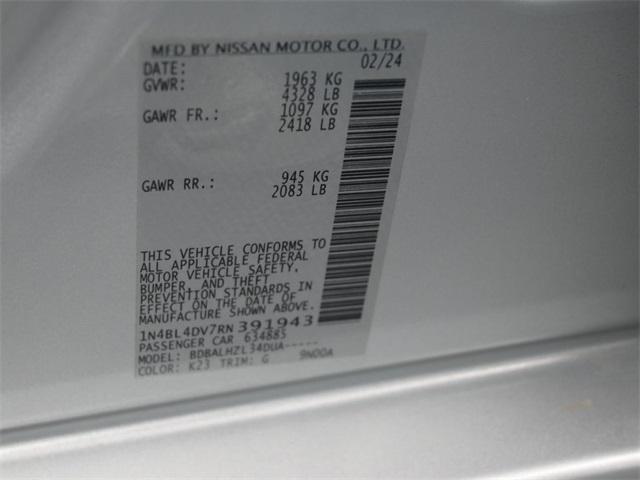 MFD BY NISSAN MOTOR CO., LTD.
DATE: 02/24
GVWR: 1963 KG
4328 LB
GAWR FR.: 1097 KG
2418 LB
GAWR RR.: 945 KG
2083 LB
THIS VEHICLE CONFORMS TO
ALL APPLICABLE FEDERAL
MOTOR VEHICLE SAFETY,
BUMPER, AND THEFT
PREVENTION STANDARDS IN
EFFECT ON THE DATE OF
MANUFACTURE SHOWN ABOVE.
1N4BL4DV7RN391943
PASSENGER CAR 634885
MODEL: BDBALHZL34DUA-----
COLOR: K23 TRIM: G 9N00A